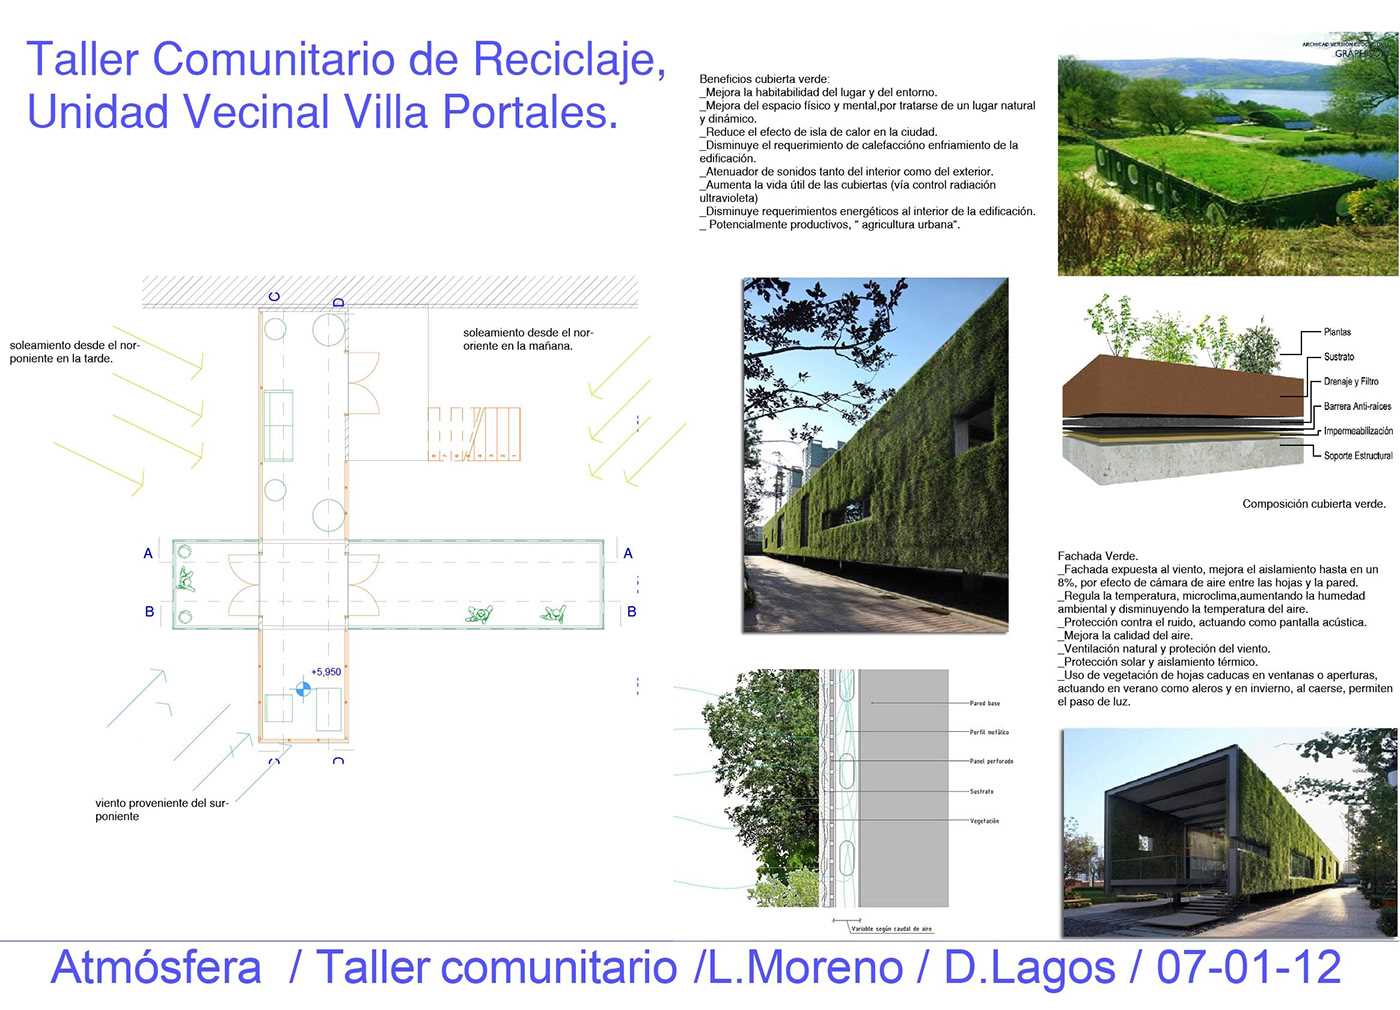 Taller Comunitario de Reciclaje,
Unidad Vecinal Villa Portales.
Beneficios cubierta verde:
_Mejora la habitabilidad del lugar y del entorno.
_Mejora del espacio físico y mental,por tratarse de un lugar natural
y dinámico.
_Reduce el efecto de isla de calor en la ciudad.
_Disminuye el requerimiento de calefaccióno enfriamiento de la
edificación.
_Atenuador de sonidos tanto del interior como del exterior.
_Aumenta la vida útil de las cubiertas (vía control radiación
ultravioleta)
_Disminuye requerimientos energéticos al interior de la edificación.
_ Potencialmente productivos, " agricultura urbana".
ARCHICAD VERSIÓN
GRAPHISOFT
C
D
soleamiento desde el nor-
poniente en la tarde.
soleamiento desde el nor-
oriente en la mañana.
A
A
B
B
+5,950
C
D
viento proveniente del sur-
poniente
Plantas
Sustrato
Drenaje y Filtro
Barrera Anti-raíces
Impermeabilización
Soporte Estructural
Composición cubierta verde.
Fachada Verde.
_Fachada expuesta al viento, mejora el aislamiento hasta en un
8%, por efecto de cámara de aire entre las hojas y la pared.
_Regula la temperatura, microclima,aumentando la humedad
ambiental y disminuyendo la temperatura del aire.
_Protección contra el ruido, actuando como pantalla acústica.
_Mejora la calidad del aire.
_Ventilación natural y proteción del viento.
_Protección solar y aislamiento térmico.
_Uso de vegetación de hojas caducas en ventanas o aperturas,
actuando en verano como aleros y en invierno, al caerse, permiten
el paso de luz.
Pared base
Perfil metálico
Panel perforado
Sustrato
Vegetación
Variable según caudal de aire
Atmósfera / Taller comunitario /L.Moreno / D.Lagos / 07-01-12